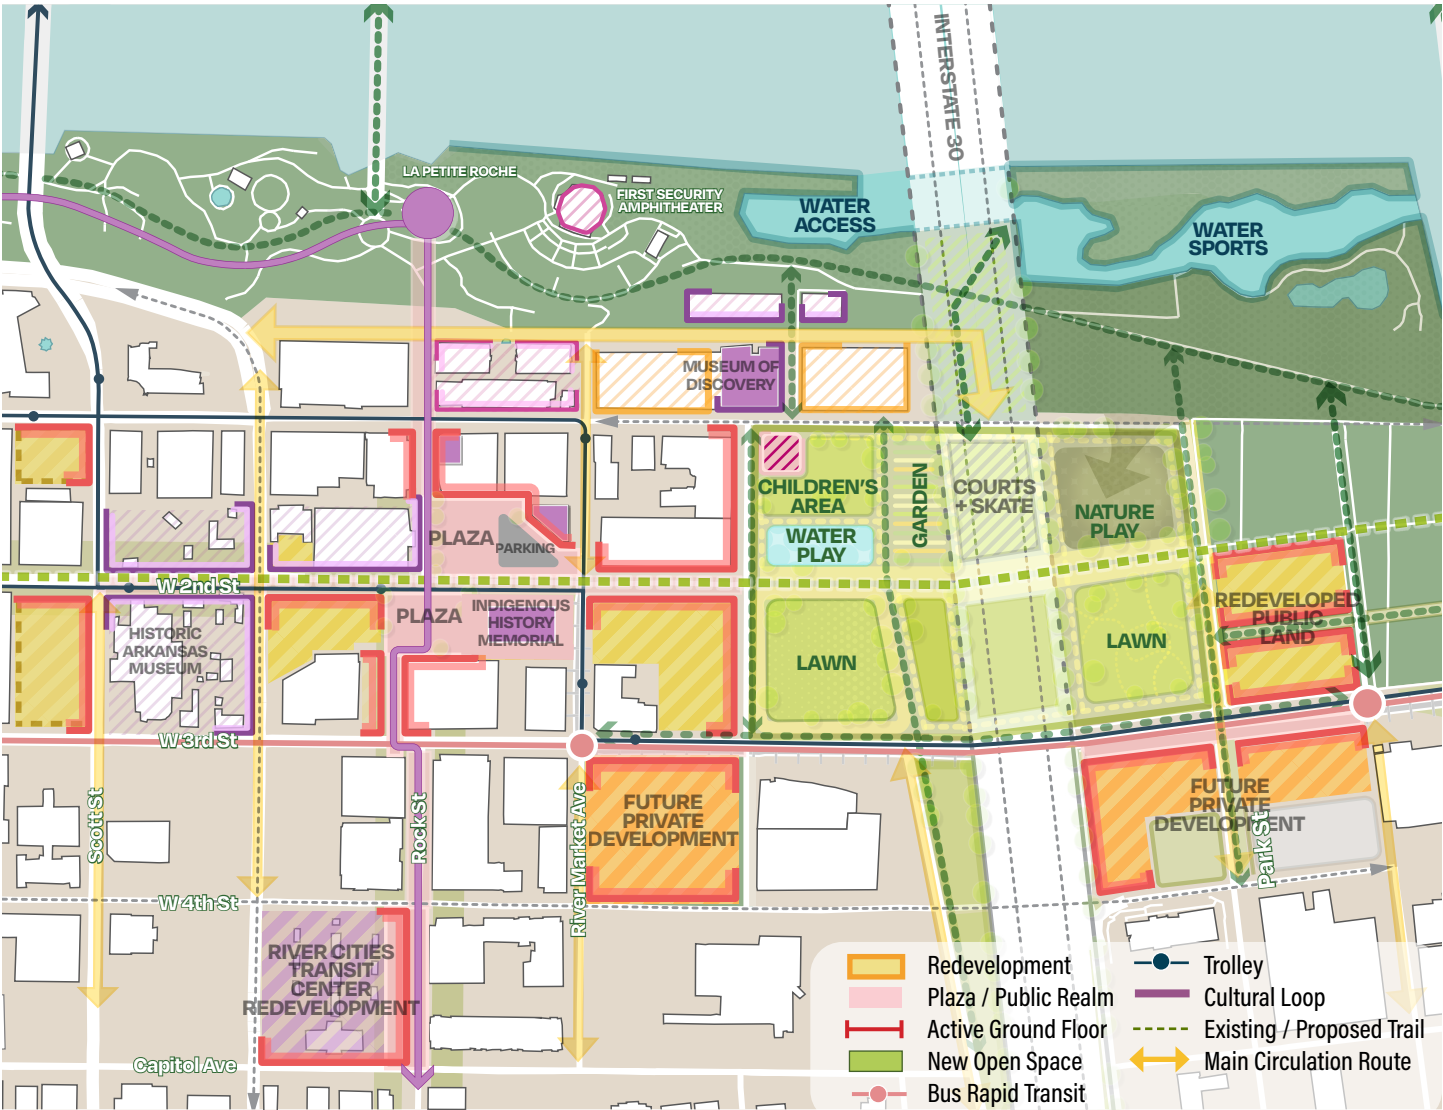 INTERSTATE 30
LA PETITE ROCHE
FIRST SECURITY
AMPHITHEATER
WATER
ACCESS
WATER
SPORTS
MUSEUM OF
DISCOVERY
CHILDREN'S
AREA
WATER
PLAY
GARDEN
COURTS
+ SKATE
NATURE
PLAY
PLAZA
PARKING
W 2nd St
PLAZA
INDIGENOUS
HISTORY
MEMORIAL
HISTORIC
ARKANSAS
MUSEUM
LAWN
LAWN
REDEVELOPED
PUBLIC
LAND
W 3rd St
Scott St
Rock St
River Market Ave
FUTURE
PRIVATE
DEVELOPMENT
FUTURE
PRIVATE
DEVELOPMENT
Park St
W 4th St
RIVER CITIES
TRANSIT
CENTER
REDEVELOPMENT
Capitol Ave
Redevelopment
Plaza / Public Realm
Active Ground Floor
New Open Space
Bus Rapid Transit
Trolley
Cultural Loop
Existing / Proposed Trail
Main Circulation Route